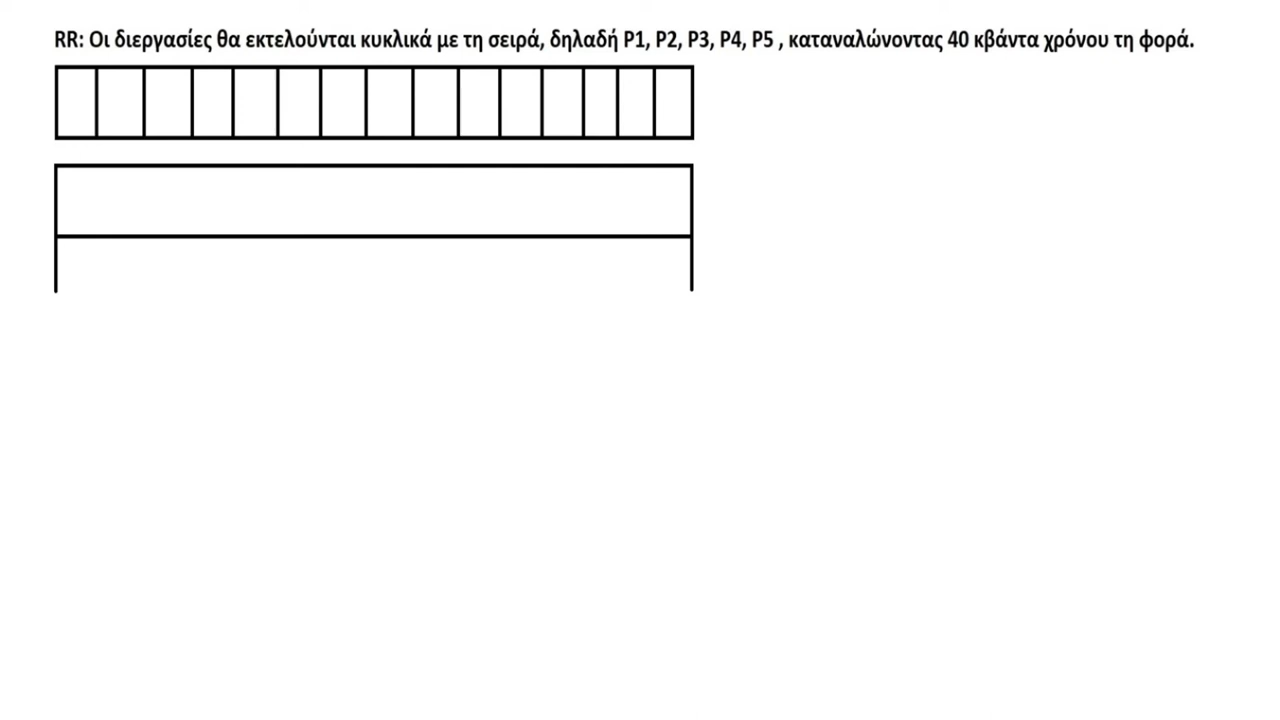 RR: Οι διεργασίες θα εκτελούνται κυκλικά με τη σειρά, δηλαδή P1, P2, P3, P4, P5 , καταναλώνοντας 40 κβάντα χρόνου τη φορά.